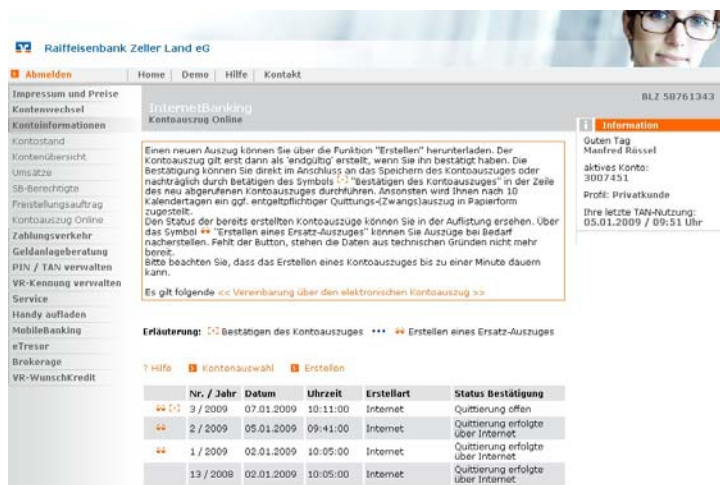 Raiffeisenbank Zeller Land eG
Abmelden
Home | Demo | Hilfe | Kontakt
Impressum und Preise
Kontenwechsel
Kontoinformationen
Kontostand
Kontenübersicht
Umsätze
SB-Berechtigte
Freistellungsauftrag
Kontoauszug Online
Zahlungsverkehr
Geldanlageberatung
PIN / TAN verwalten
VR-Kennung verwalten
Service
Handy aufladen
MobileBanking
eTresor
Brokerage
VR-WunschKredit
InternetBanking
Kontoauszug Online
Einen neuen Auszug können Sie über die Funktion "Erstellen" herunterladen. Der
Kontoauszug gilt erst dann als 'endgültig' erstellt, wenn Sie ihn bestätigt haben. Die
Bestätigung können Sie direkt im Anschluss an das Speichern des Kontoauszuges oder
nachträglich durch betätigen des Symbols "Bestätigen des Kontoauszuges" in der Zeile
des neu abgerufenen Kontoauszuges durchführen. Ansonsten wird Ihnen nach 10
Kalendertagen ein ggf. entgeltpflichtiger Quittungs-(Zwangs)auszug in Papierform
zugestellt.
Den Status der bereits erstellten Kontoauszüge können Sie in der Auflistung ersehen. Über
das Symbol "Erstellen eines Ersatz-Auszuges" können Sie Auszüge bei Bedarf
nacherstellen. Fehlt der Button, stehen die Daten aus technischen Gründen nicht mehr
bereit.
Bitte beachten Sie, dass das Erstellen eines Kontoauszuges bis zu einer Minute dauern
kann.
Es gilt folgende << Vereinbarung über den elektronischen Kontoauszug >>
Erläuterung: Bestätigen des Kontoauszuges ••• Erstellen eines Ersatz-Auszuges
? Hilfe Kontenauswahl Erstellen
Nr. / Jahr Datum Uhrzeit Erstellart Status Bestätigung
3 / 2009 07.01.2009 10:11:00 Internet Quittierung offen
2 / 2009 05.01.2009 09:41:00 Internet Quittierung erfolgte
über Internet
1 / 2009 02.01.2009 10:05:00 Internet Quittierung erfolgte
über Internet
13 / 2008 02.01.2009 10:05:00 Internet Quittierung erfolgte
über Internet
BLZ 58761343
i Information
Guten Tag
Manfred Rössel
aktives Konto:
3007451
Profil: Privatkunde
Ihre letzte TAN-Nutzung:
05.01.2009 / 09:51 Uhr